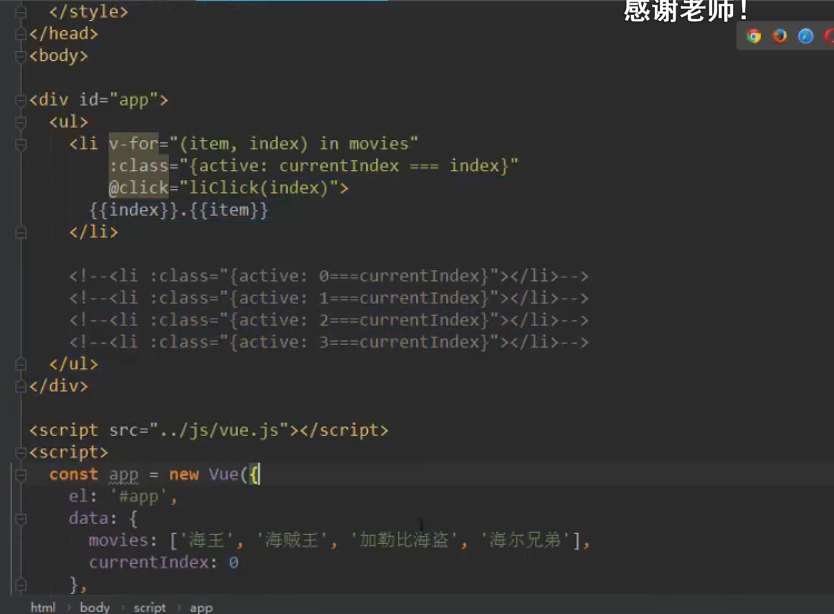 感谢老师！
</style>
</head>
<body>
<div id="app">
<ul>
<li v-for="(item, index) in movies"
:class="{active: currentIndex === index}"
@click="liClick(index)">
{{index}}.{{item}}
</li>
<!--<li :class="{active: 0===currentIndex}"></li>-->
<!--<li :class="{active: 1===currentIndex}"></li>-->
<!--<li :class="{active: 2===currentIndex}"></li>-->
<!--<li :class="{active: 3===currentIndex}"></li>-->
</ul>
</div>
<script src="../js/vue.js"></script>
<script>
const app = new Vue({
el: '#app',
data: {
movies: ['海王', '海贼王', '加勒比海盗', '海尔兄弟'],
currentIndex: 0
},
html › body › script › app